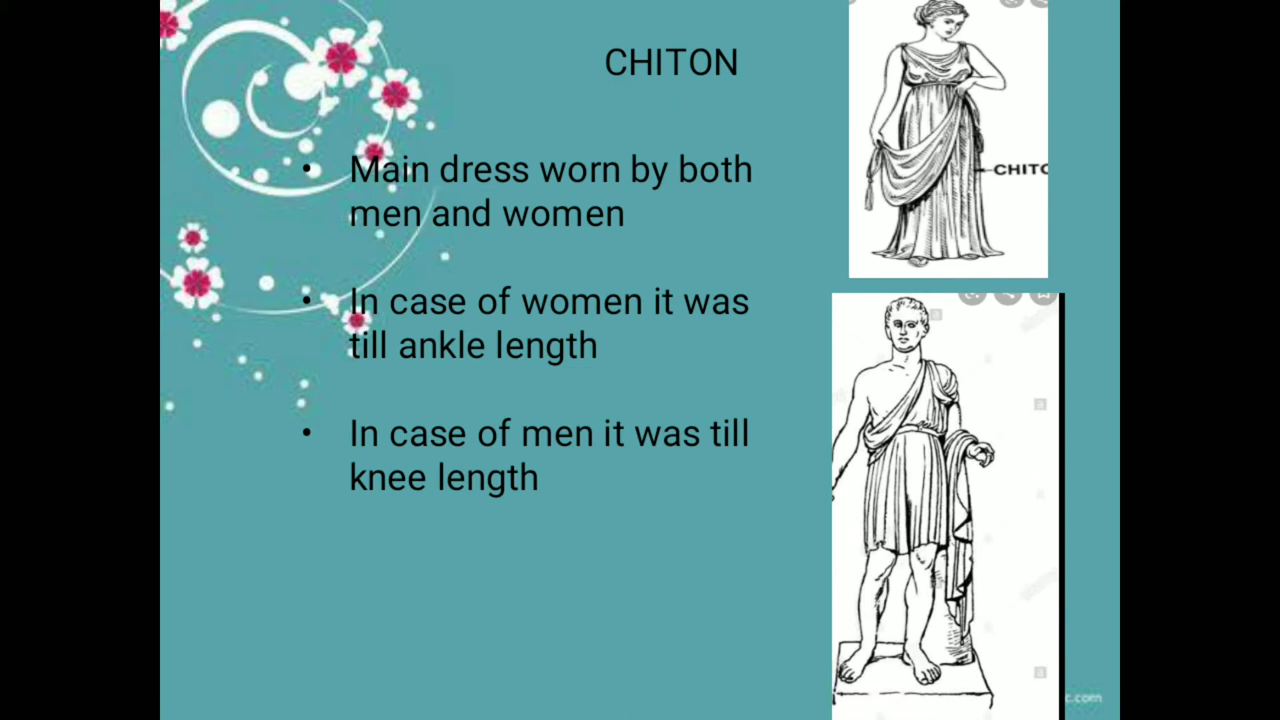 CHITON
• Main dress worn by both
men and women
• In case of women it was
till ankle length
• In case of men it was till
knee length
CHITO
c.com